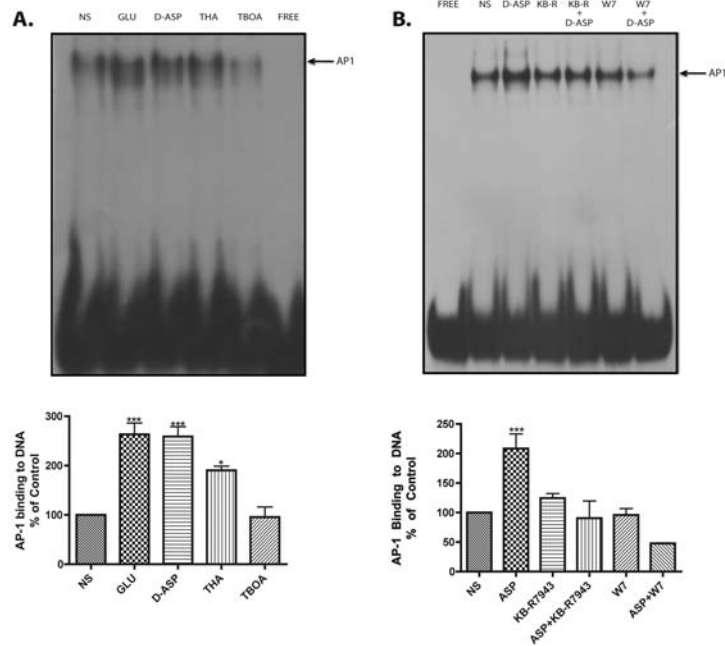 A.
NS GLU D-ASP THA TBOA FREE
AP1
AP-1 binding to DNA
% of Control
300
200
100
0
NS
GLU
D-ASP
THA
TBOA
***
***
*
B.
FREE NS D-ASP KB-R KB-R + D-ASP W7 W7 + D-ASP
AP1
AP-1 Binding to DNA
% of Control
250
200
150
100
50
0
NS
ASP
KB-R7943
ASP+KB-R7943
W7
ASP+W7
***